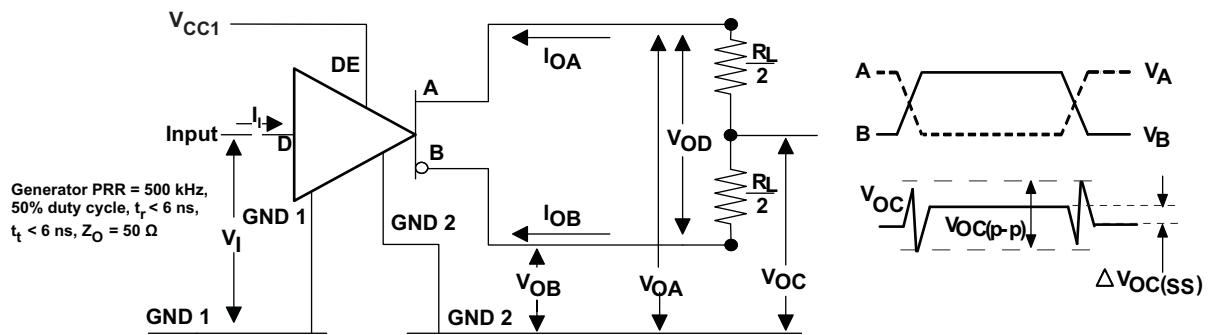 VCC1
DE
IOA
A
RL
2
Input
II
D
B
VOD
RL
2
Generator PRR = 500 kHz,
50% duty cycle, tr < 6 ns,
tt < 6 ns, ZO = 50 Ω
VI
GND 1
GND 2
IOB
VOB
VOA
VOC
GND 1
GND 2
A
VA
B
VB
VOC
VOC(p-p)
Δ VOC(SS)